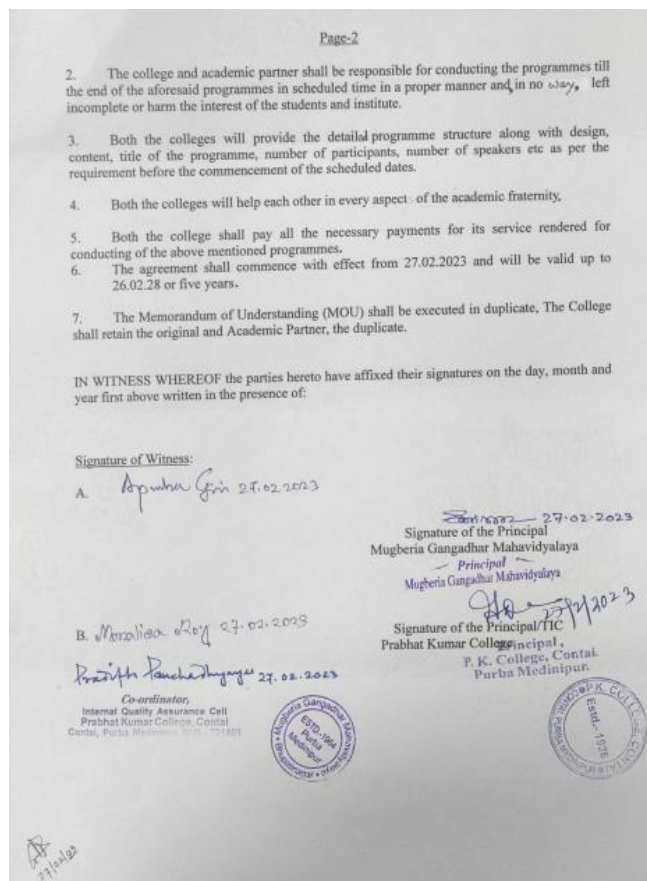 Page-2
2. The college and academic partner shall be responsible for conducting the programmes till
the end of the aforesaid programmes in scheduled time in a proper manner and, in no way, left
incomplete or harm the interest of the students and institute.
3. Both the colleges will provide the detailed programme structure along with design,
content, title of the programme, number of participants, number of speakers etc as per the
requirement before the commencement of the scheduled dates.
4. Both the colleges will help each other in every aspect of the academic fraternity,
5. Both the college shall pay all the necessary payments for its service rendered for
conducting of the above mentioned programmes.
6. The agreement shall commence with effect from 27.02.2023 and will be valid up to
26.02.28 or five years.
7. The Memorandum of Understanding (MOU) shall be executed in duplicate, The College
shall retain the original and Academic Partner, the duplicate.
IN WITNESS WHEREOF the parties hereto have affixed their signatures on the day, month and
year first above written in the presence of:
Signature of Witness:
A. 27.02.2023
27-02-2023
Signature of the Principal
Mugberia Gangadhar Mahavidyalaya
Principal
Mugberia Gangadhar Mahavidyalaya
27/2/2023
B. Monalisa Roy 27.02.2023
Signature of the Principal/TIC
Prabhat Kumar College
Principal,
P. K. College, Contai.
Purba Medinipur.
27.02.2023
Co-ordinator,
Internal Quality Assurance Cell
Prabhat Kumar College, Contai
Contai, Purba
Mugberia Gangadhar Mahavidyalaya
ESTD.-1964
Purba
Medinipur
P.K. COLLEGE CONTAI
Estd.-1926
27/02/23